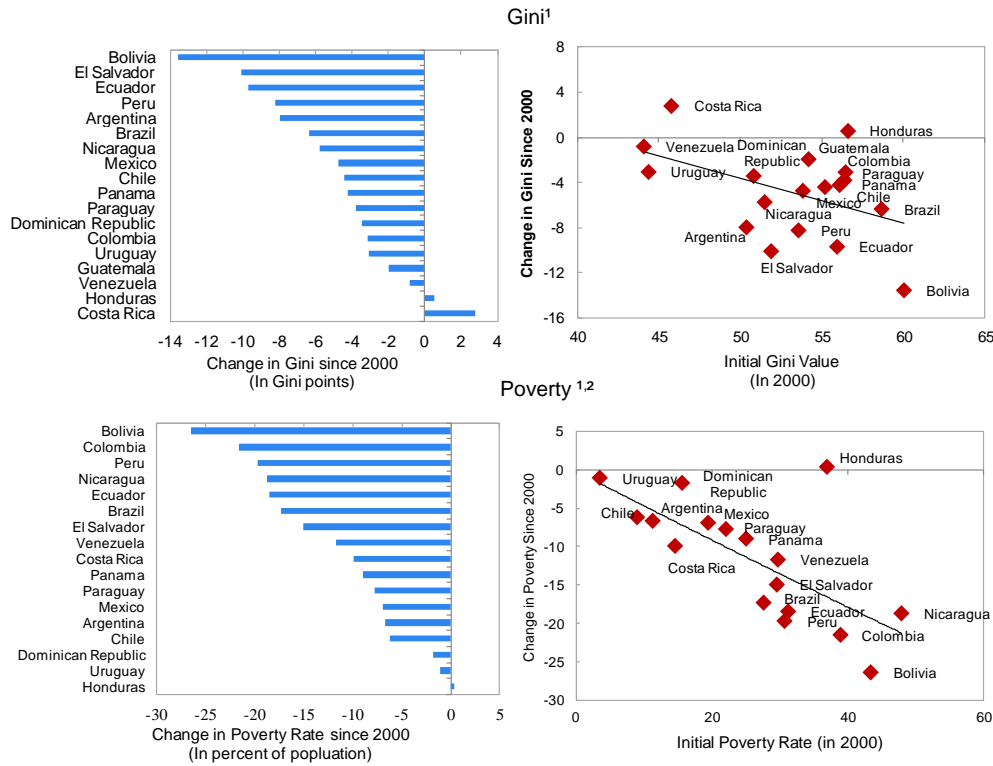 Gini¹
Bolivia
El Salvador
Ecuador
Peru
Argentina
Brazil
Nicaragua
Mexico
Chile
Panama
Paraguay
Dominican Republic
Colombia
Uruguay
Guatemala
Venezuela
Honduras
Costa Rica
-14 -12 -10 -8 -6 -4 -2 0 2 4
Change in Gini since 2000
(In Gini points)
8
4
0
-4
-8
-12
-16
Change in Gini Since 2000
Costa Rica
Honduras
Venezuela
Dominican
Republic
Guatemala
Colombia
Uruguay
Paraguay
Panama
Chile
Mexico
Nicaragua
Brazil
Argentina
Peru
El Salvador
Ecuador
Bolivia
40 45 50 55 60 65
Initial Gini Value
(In 2000)
Poverty ¹,²
Bolivia
Colombia
Peru
Nicaragua
Ecuador
Brazil
El Salvador
Venezuela
Costa Rica
Panama
Paraguay
Mexico
Argentina
Chile
Dominican Republic
Uruguay
Honduras
-30 -25 -20 -15 -10 -5 0 5
Change in Poverty Rate since 2000
(In percent of popluation)
5
0
-5
-10
-15
-20
-25
-30
Change in Poverty Since 2000
Honduras
Uruguay
Dominican
Republic
Chile
Argentina
Mexico
Paraguay
Panama
Costa Rica
Venezuela
El Salvador
Brazil
Ecuador
Peru
Nicaragua
Colombia
Bolivia
0 20 40 60
Initial Poverty Rate (in 2000)